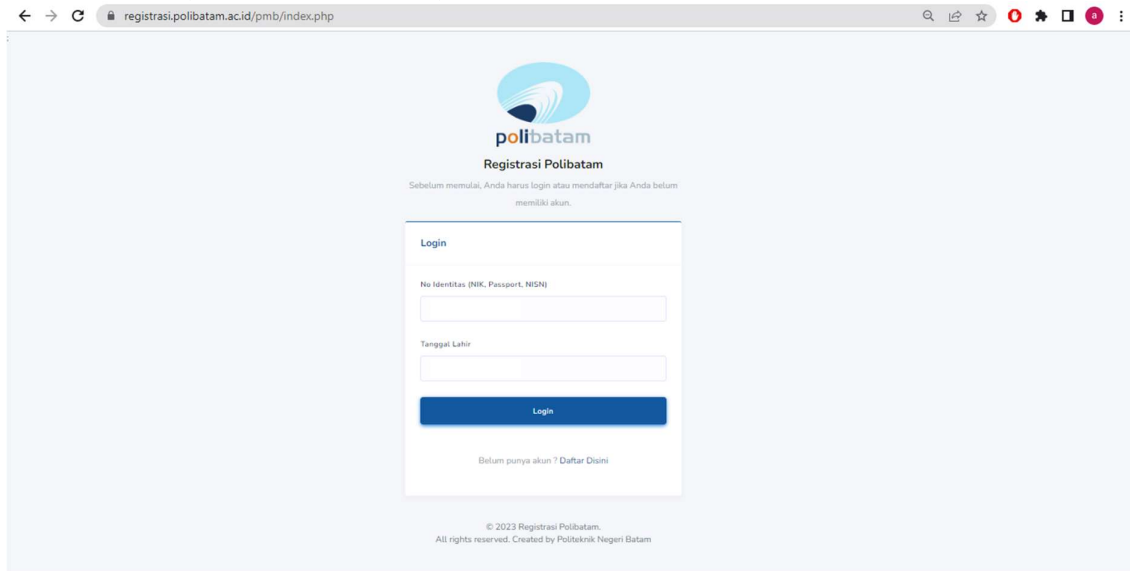 registrasi.polibatam.ac.id/pmb/index.php
a
polibatam
Registrasi Polibatam
Sebelum memulai, Anda harus login atau mendaftar jika Anda belum
memiliki akun.
Login
No Identitas (NIK, Passport, NISN)
Tanggal Lahir
Login
Belum punya akun ? Daftar Disini
© 2023 Registrasi Polibatam.
All rights reserved. Created by Politeknik Negeri Batam